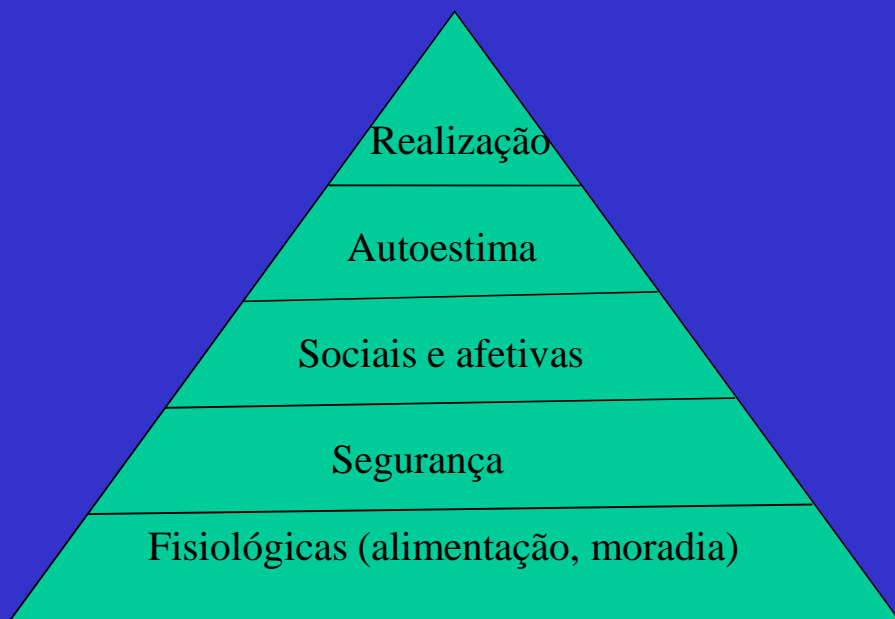 Realização
Autoestima
Sociais e afetivas
Segurança
Fisiológicas (alimentação, moradia)